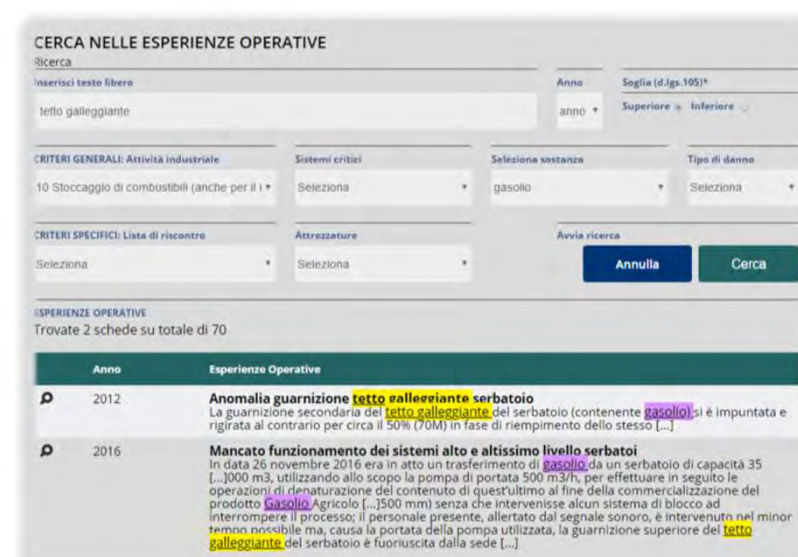 CERCA NELLE ESPERIENZE OPERATIVE
Ricerca
Inserisci testo libero Anno Soglia (d.lgs.105)*
tetto galleggiante anno Superiore Inferiore
CRITERI GENERALI: Attività industriale Sistemi critici Seleziona sostanza Tipo di danno
10 Stoccaggio di combustibili (anche per il i Seleziona gasolio Seleziona
CRITERI SPECIFICI: Lista di riscontro Attrezzature Avvia ricerca
Seleziona Seleziona Annulla Cerca
ESPERIENZE OPERATIVE
Trovate 2 schede su totale di 70
Anno Esperienze Operative
2012 Anomalia guarnizione tetto galleggiante serbatoio
La guarnizione secondaria del tetto galleggiante del serbatoio (contenente gasolio) si è impuntata e
rigirata al contrario per circa il 50% (70M) in fase di riempimento dello stesso [...]
2016 Mancato funzionamento dei sistemi alto e altissimo livello serbatoi
In data 26 novembre 2016 era in atto un trasferimento di gasolio da un serbatoio di capacità 35
[...]000 m3, utilizzando allo scopo la pompa di portata 500 m3/h, per effettuare in seguito le
operazioni di denaturazione del contenuto di quest'ultimo al fine della commercializzazione del
prodotto Gasolio Agricolo [...]500 mm) senza che intervenisse alcun sistema di blocco ad
interrompere il processo; il personale presente, allertato dal segnale sonoro, è intervenuto nel minor
tempo possibile ma, causa la portata della pompa utilizzata, la guarnizione superiore del tetto
galleggiante del serbatoio è fuoriuscita dalla sede [...]